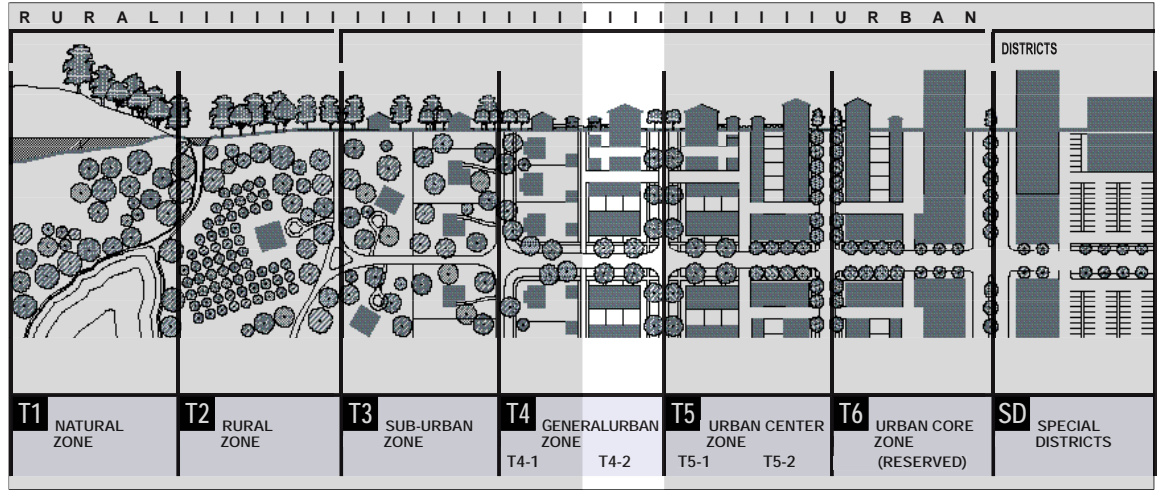 R U R A L I I I I I I I I I I I I I I I I I I I I I I I I I I U R B A N
DISTRICTS
T1 NATURAL
ZONE
T2 RURAL
ZONE
T3 SUB-URBAN
ZONE
T4 GENERALURBAN
ZONE
T4-1 T4-2
T5 URBAN CENTER
ZONE
T5-1 T5-2
T6 URBAN CORE
ZONE
(RESERVED)
SD SPECIAL
DISTRICTS